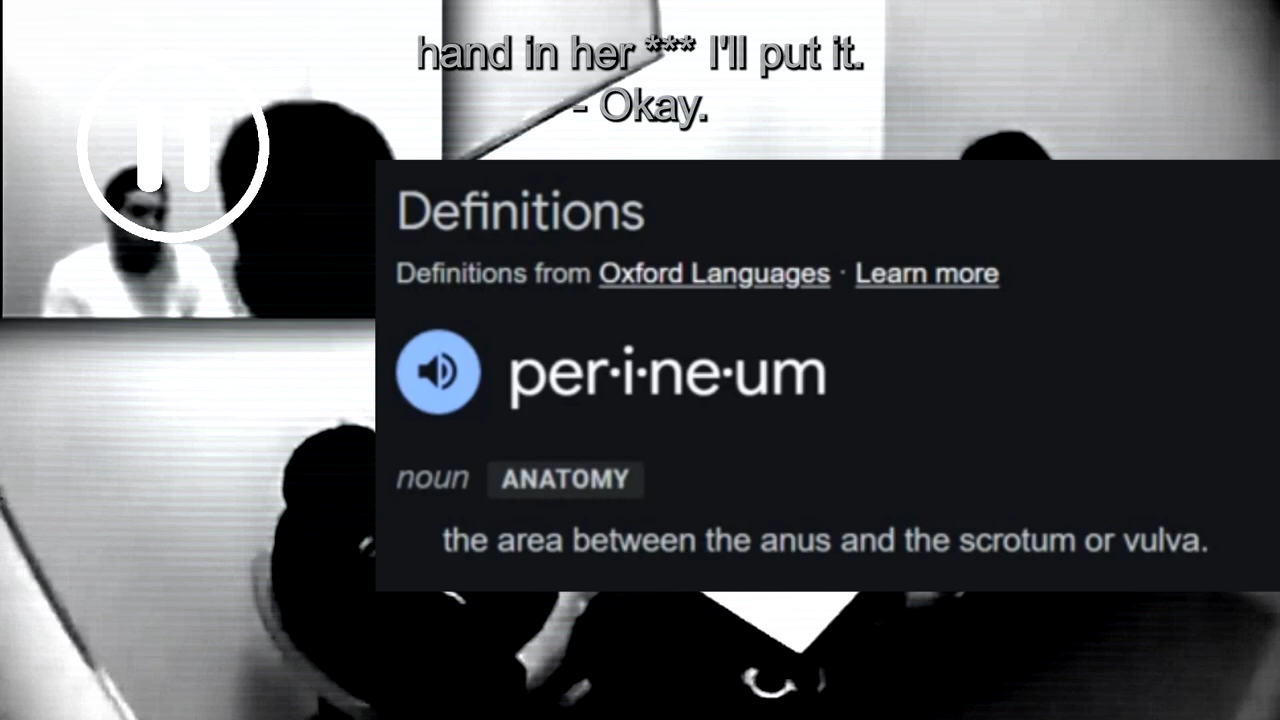 hand in her *** I'll put it.
- Okay.
Definitions
Definitions from Oxford Languages · Learn more
per·i·ne·um
noun ANATOMY
the area between the anus and the scrotum or vulva.